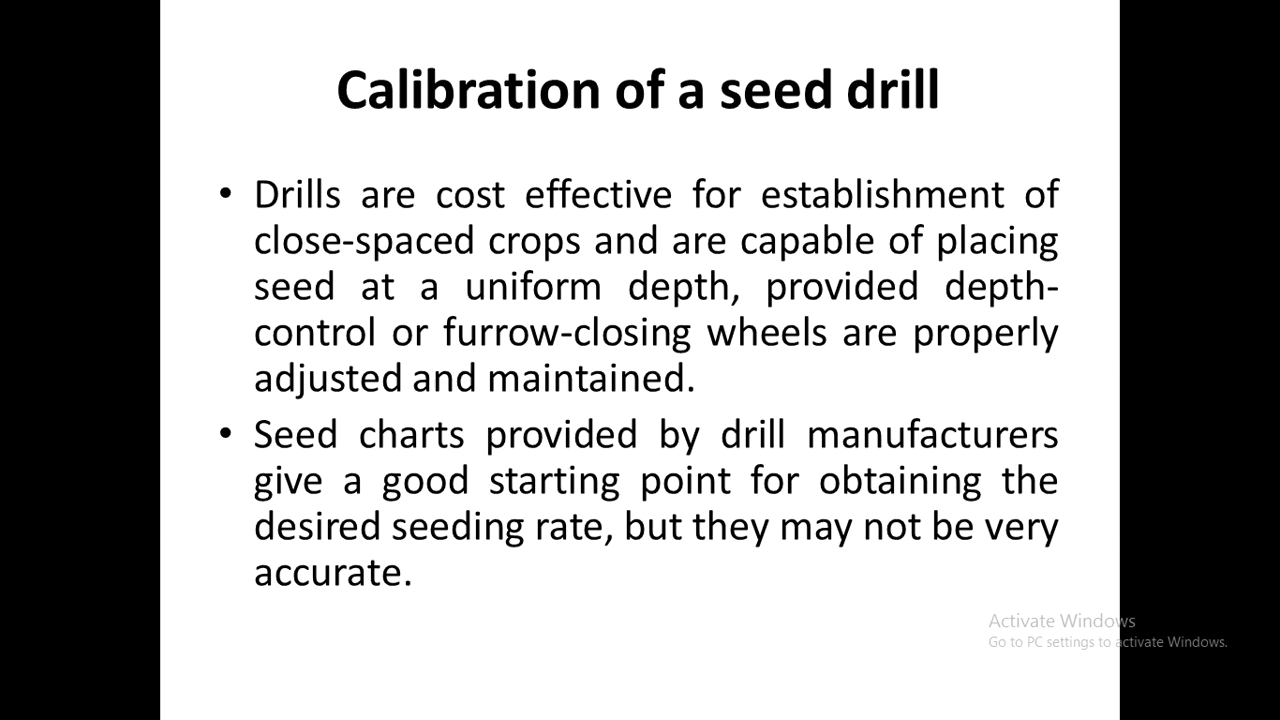 Calibration of a seed drill
• Drills are cost effective for establishment of
close-spaced crops and are capable of placing
seed at a uniform depth, provided depth-
control or furrow-closing wheels are properly
adjusted and maintained.
• Seed charts provided by drill manufacturers
give a good starting point for obtaining the
desired seeding rate, but they may not be very
accurate.
Activate Windows
Go to PC settings to activate Windows.